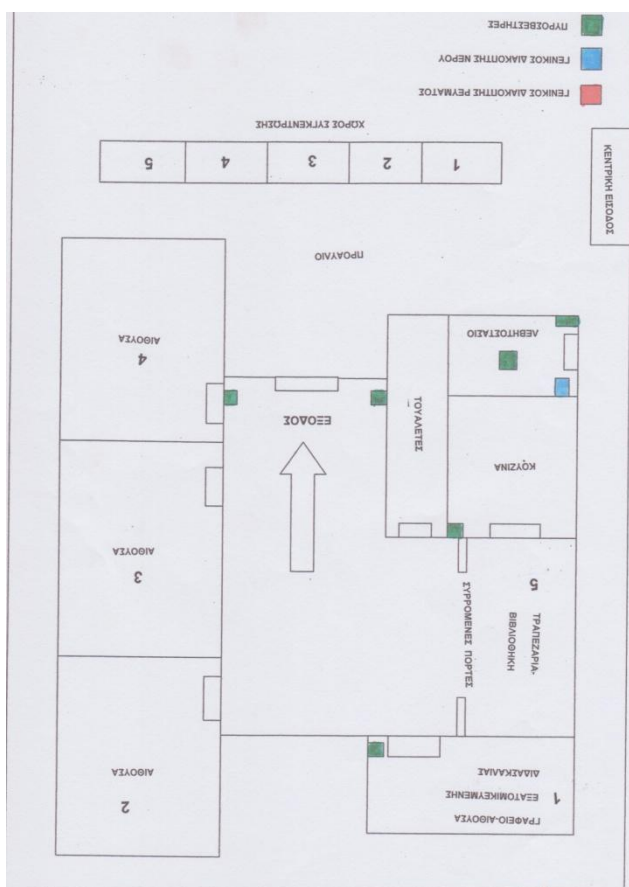 ΓΡΑΦΕΙΟ-ΑΙΘΟΥΣΑ
1 ΕΞΑΤΟΜΙΚΕΥΜΕΝΗΣ
ΔΙΔΑΣΚΑΛΙΑΣ
2
ΑΙΘΟΥΣΑ
5
ΤΡΑΠΕΖΑΡΙΑ-
ΒΙΒΛΙΟΘΗΚΗ
ΣΥΡΡΟΜΕΝΕΣ ΠΟΡΤΕΣ
3
ΑΙΘΟΥΣΑ
ΚΟΥΖΙΝΑ
ΤΟΥΑΛΕΤΕΣ
ΕΞΟΔΟΣ
4
ΑΙΘΟΥΣΑ
ΛΕΒΗΤΟΣΤΑΣΙΟ
ΠΡΟΑΥΛΙΟ
ΚΕΝΤΡΙΚΗ ΕΙΣΟΔΟΣ
1 2 3 4 5
ΧΩΡΟΣ ΣΥΓΚΕΝΤΡΩΣΗΣ
ΓΕΝΙΚΟΣ ΔΙΑΚΟΠΤΗΣ ΡΕΥΜΑΤΟΣ
ΓΕΝΙΚΟΣ ΔΙΑΚΟΠΤΗΣ ΝΕΡΟΥ
ΠΥΡΟΣΒΕΣΤΗΡΕΣ